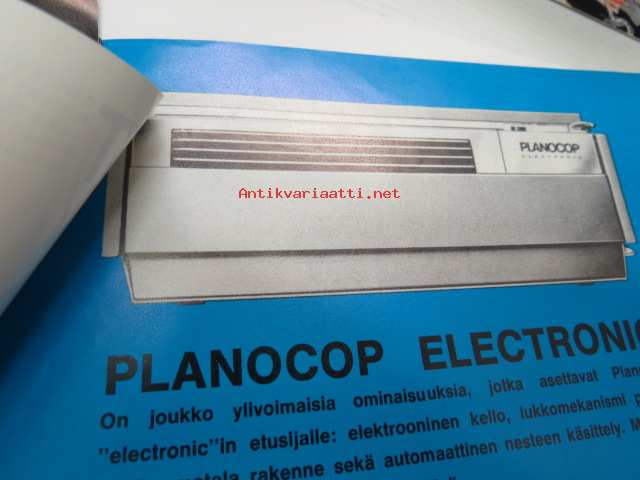 PLANOCOP
ELECTRONIC
Antikvariaatti.net
PLANOCOP ELECTRONIC
On joukko ylivoimaisia ominaisuuksia, jotka asettavat
"electronic"in etusijalle: elektrooninen kello, lukkomekanismi
rakenne sekä automaattinen nesteen käsittely.